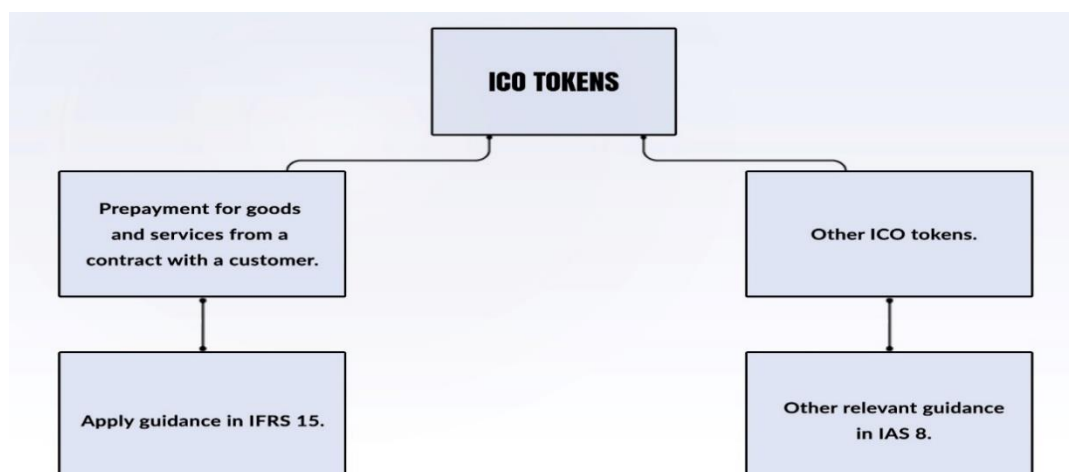 ICO TOKENS
Prepayment for goods
and services from a
contract with a customer.
Other ICO tokens.
Apply guidance in IFRS 15.
Other relevant guidance
in IAS 8.